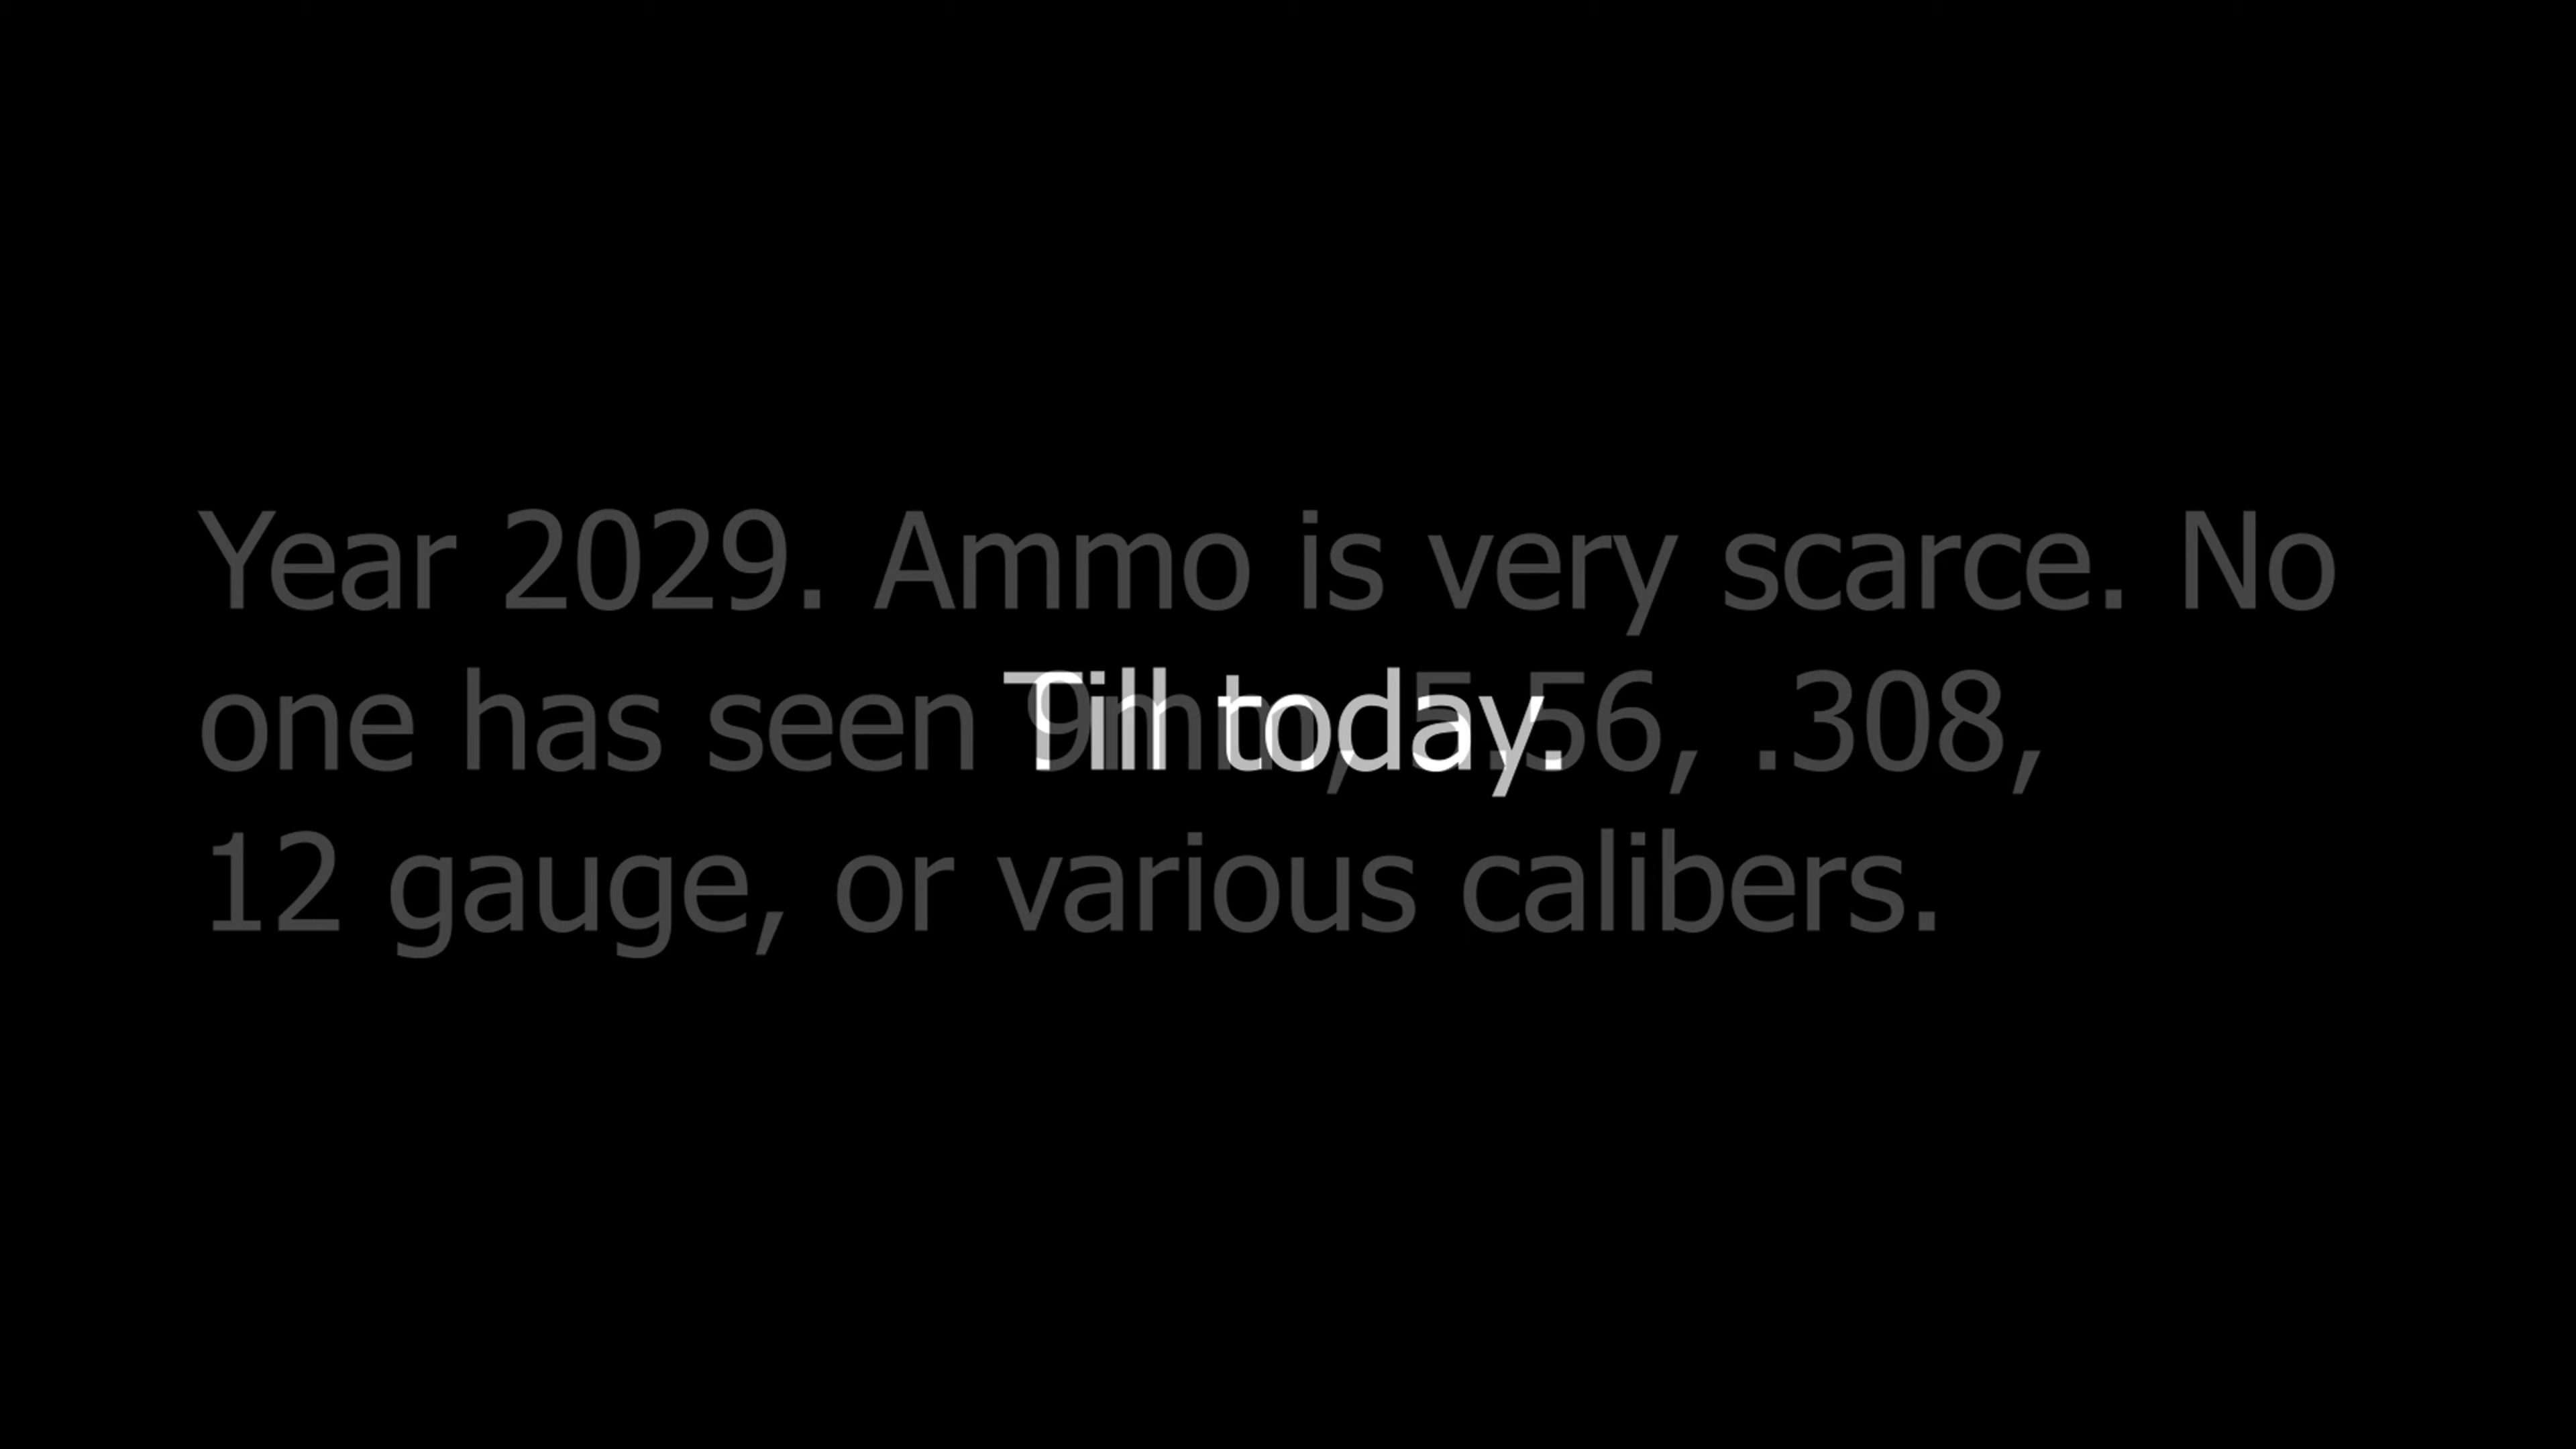 Year 2029. Ammo is very scarce. No
one has seen 9mm, 5.56, .308,
12 gauge, or various calibers.
Till today.